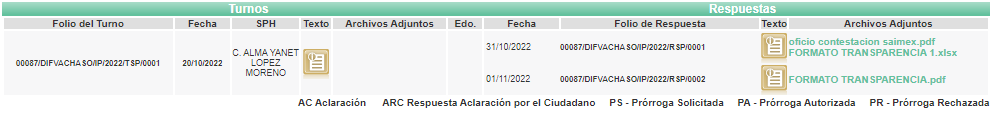 Turnos Respuestas
Folio del Turno Fecha SPH Texto Archivos Adjuntos Edo. Fecha Folio de Respuesta Texto Archivos Adjuntos
00087/DIFVACHASO/IP/2022/TSP/0001 20/10/2022 C. ALMA YANET
LOPEZ
MORENO
31/10/2022 00087/DIFVACHASO/IP/2022/RSP/0001 oficio contestacion saimex.pdf
FORMATO TRANSPARENCIA 1.xlsx
01/11/2022 00087/DIFVACHASO/IP/2022/RSP/0002 FORMATO TRANSPARENCIA.pdf
AC Aclaración ARC Respuesta Aclaración por el Ciudadano PS - Prórroga Solicitada PA - Prórroga Autorizada PR - Prórroga Rechazada